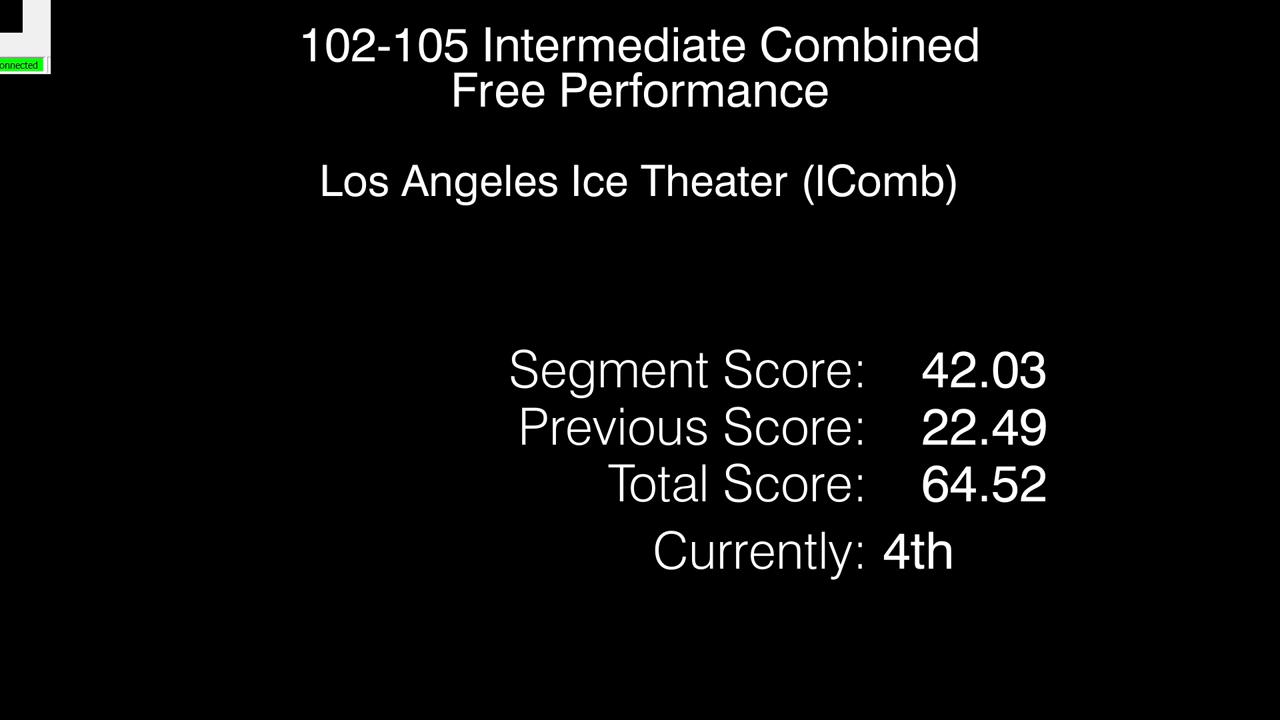 onnected
102-105 Intermediate Combined
Free Performance
Los Angeles Ice Theater (IComb)
Segment Score: 42.03
Previous Score: 22.49
Total Score: 64.52
Currently: 4th